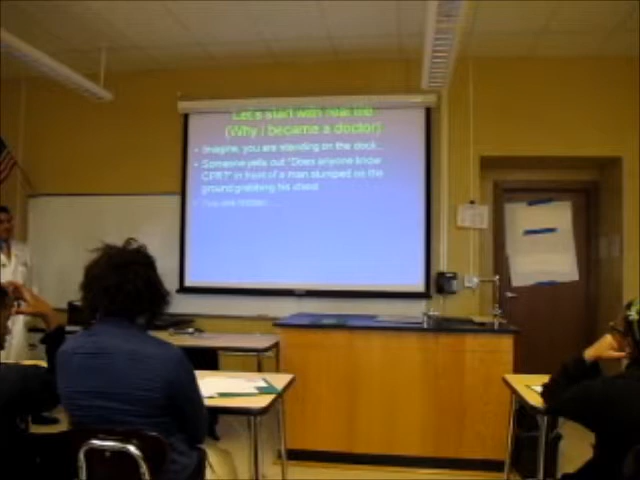 Let's start with real life
(Why I became a doctor)
• Imagine, you are standing on the dock...
• Someone yells out "Does anyone know
CPR?" in front of a man slumped on the
ground grabbing his chest